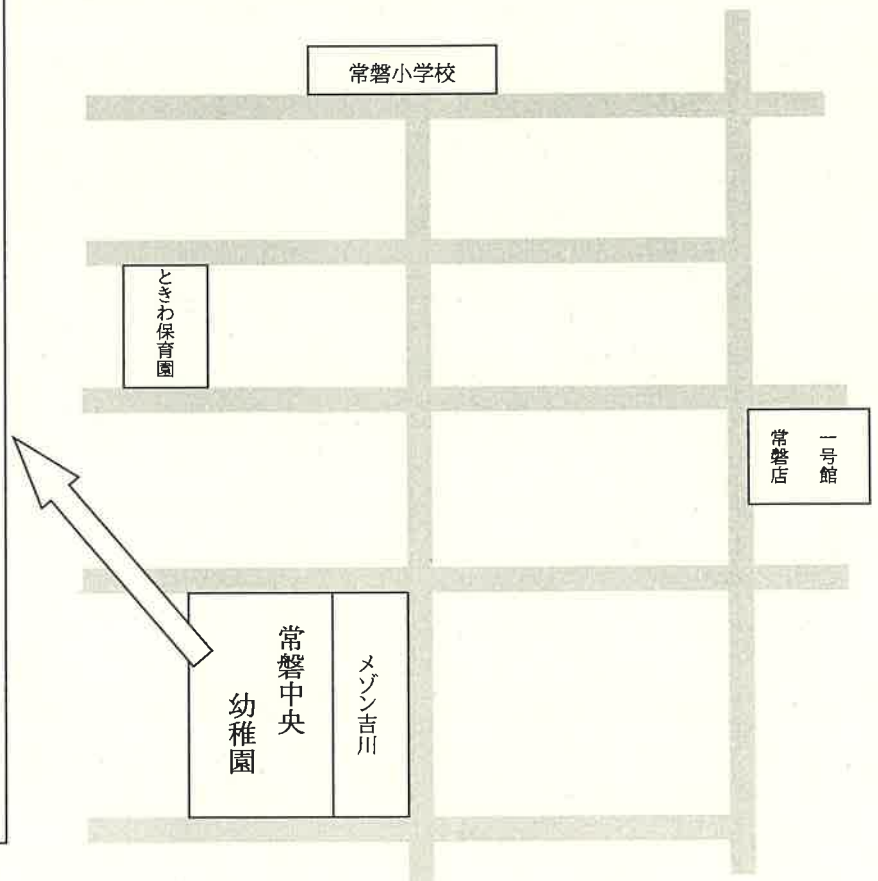 常磐小学校
ときわ保育園
一号館
常磐店
メゾン吉川
常磐中央
幼稚園